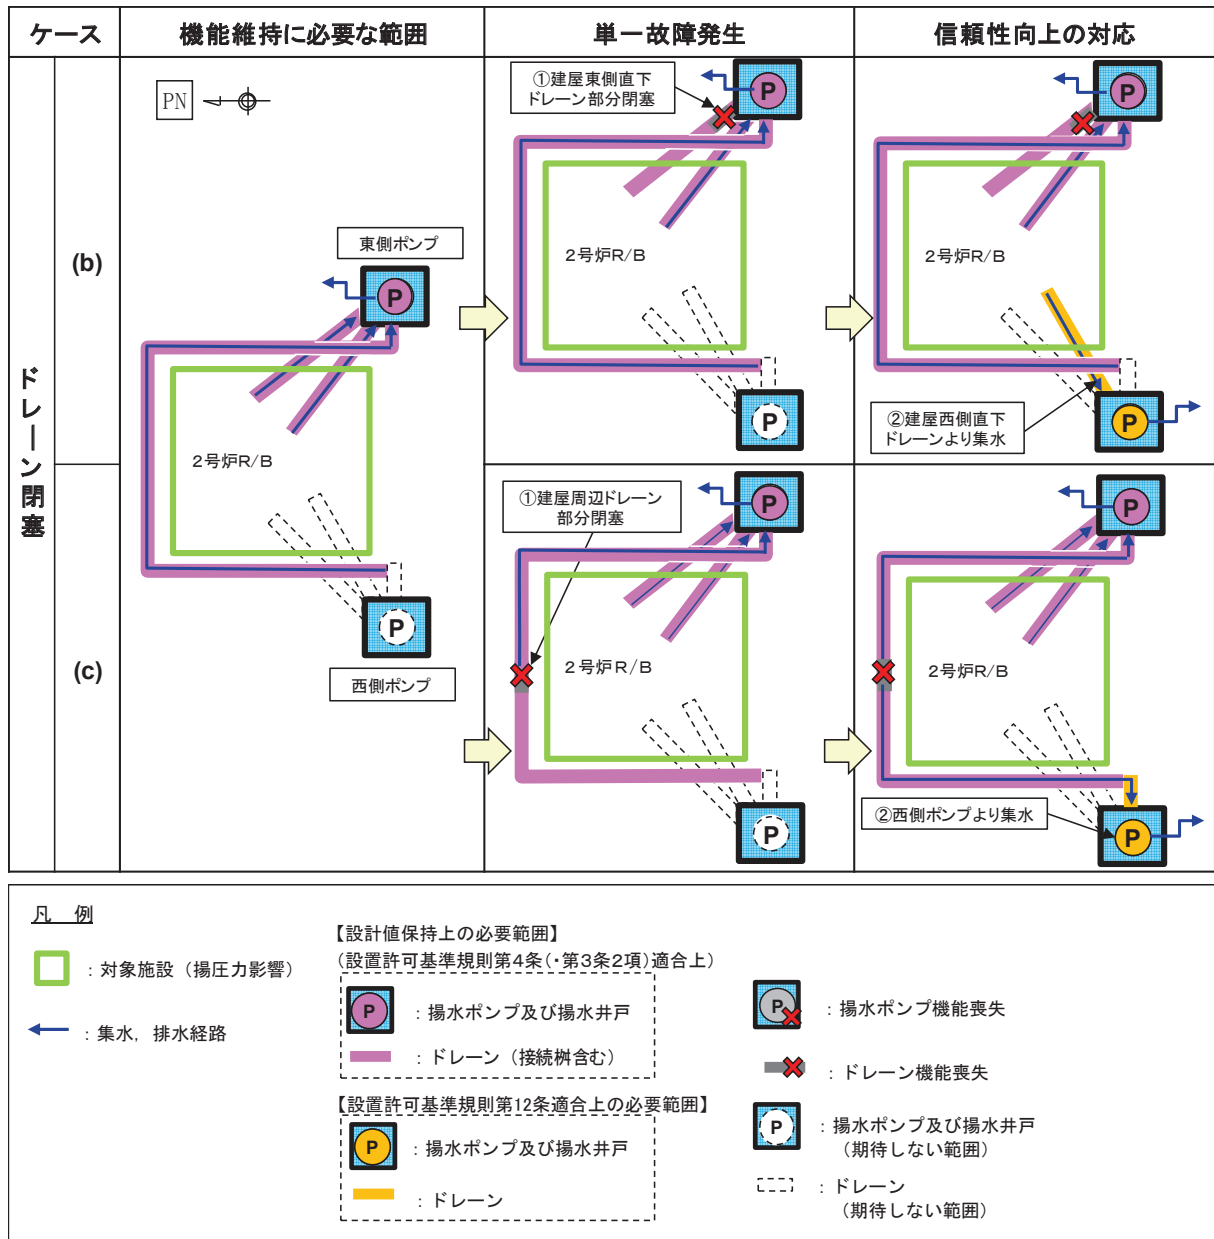 ケース
機能維持に必要な範囲
単一故障発生
信頼性向上の対応
ドレーン閉塞
(b)
(c)
PN
東側ポンプ
P
2号炉R/B
P
西側ポンプ
①建屋東側直下
ドレーン部分閉塞
P
2号炉R/B
P
P
2号炉R/B
②建屋西側直下
ドレーンより集水
P
①建屋周辺ドレーン
部分閉塞
P
2号炉R/B
P
P
2号炉R/B
②西側ポンプより集水
P
凡 例
:対象施設(揚圧力影響)
:集水,排水経路
【設計値保持上の必要範囲】
(設置許可基準規則第4条(・第3条2項)適合上)
P
:揚水ポンプ及び揚水井戸
:ドレーン(接続桝含む)
【設置許可基準規則第12条適合上の必要範囲】
P
:揚水ポンプ及び揚水井戸
:ドレーン
P
:揚水ポンプ機能喪失
:ドレーン機能喪失
P
:揚水ポンプ及び揚水井戸
(期待しない範囲)
:ドレーン
(期待しない範囲)